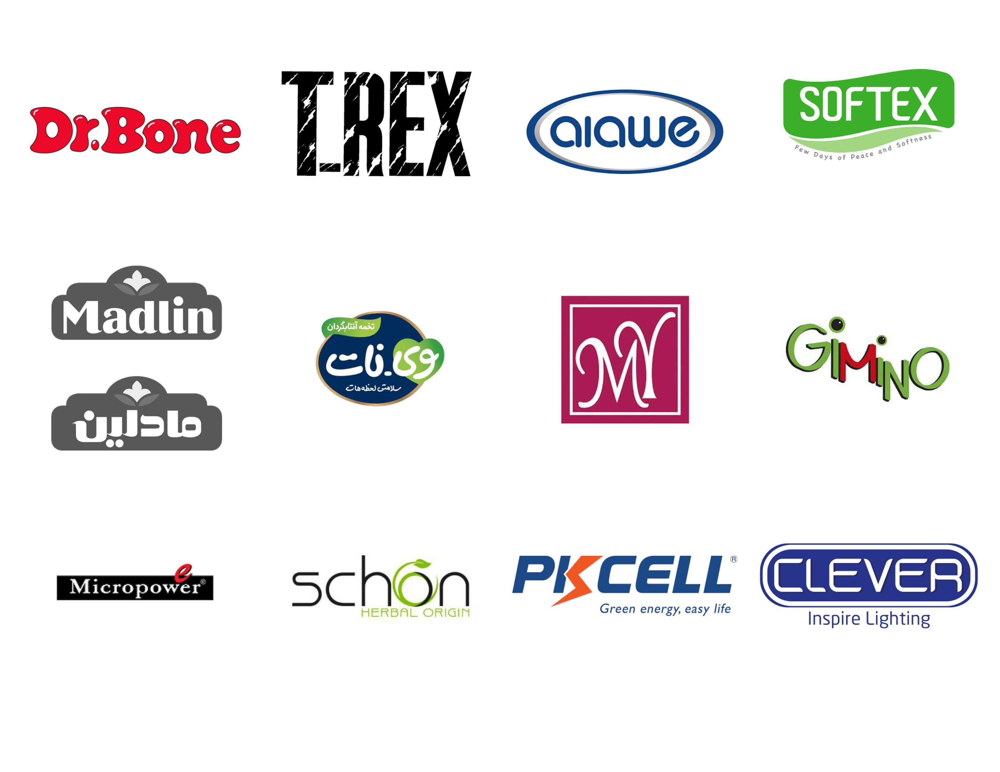 Dr.Bone
T.REX
aiawe
SOFTEX
Few Days of Peace and Softness
Madlin
مادلین
تخمه آفتابگردان
وی.نات
سلامتی لحظه‌هات
GiMiNO
Micropower®
e
schon
HERBAL ORIGIN
PKCELL®
Green energy, easy life
CLEVER
Inspire Lighting